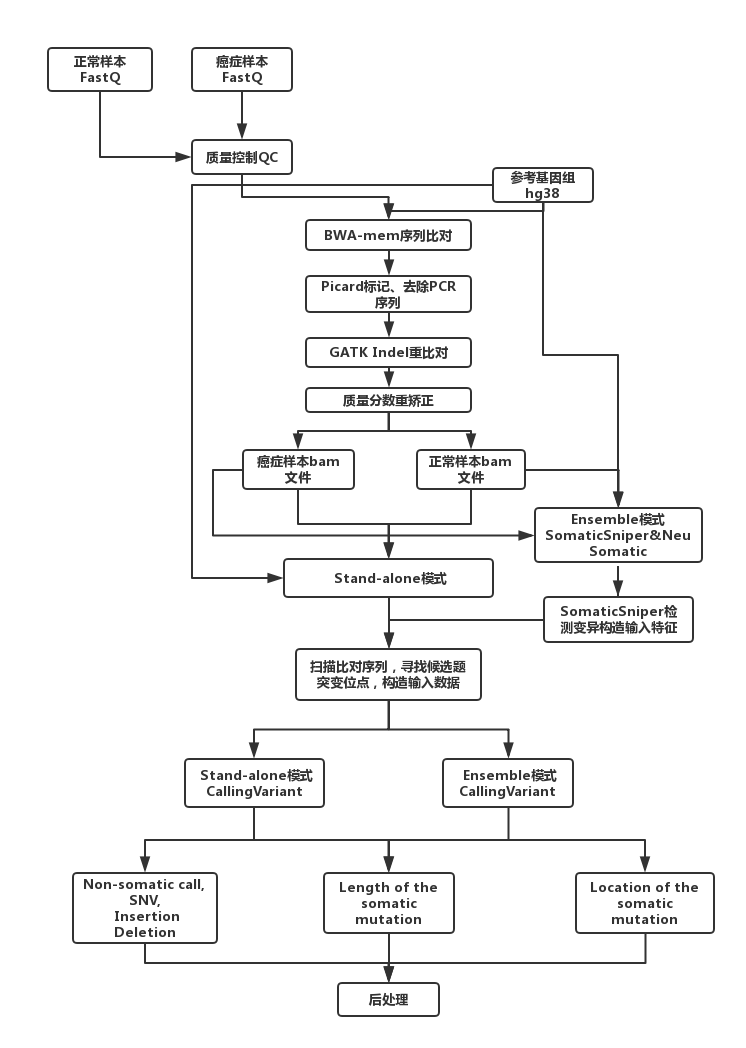 正常样本
FastQ
癌症样本
FastQ
质量控制QC
参考基因组
hg38
BWA-mem序列比对
Picard标记、去除PCR
序列
GATK Indel重比对
质量分数重矫正
癌症样本bam
文件
正常样本bam
文件
Ensemble模式
SomaticSniper&Neu
Somatic
Stand-alone模式
SomaticSniper检
测变异构造输入特征
扫描比对序列，寻找候选题
突变位点，构造输入数据
Stand-alone模式
CallingVariant
Ensemble模式
CallingVariant
Non-somatic call,
SNV,
Insertion
Deletion
Length of the
somatic
mutation
Location of the
somatic
mutation
后处理